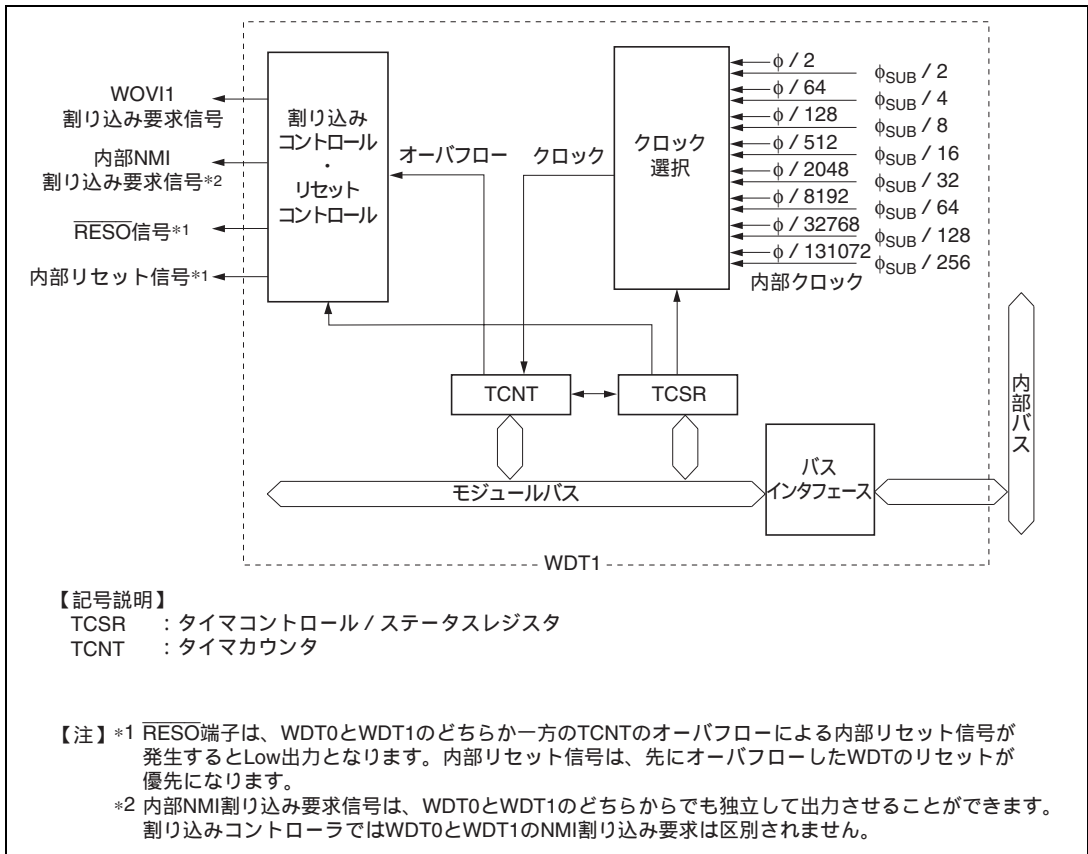 WOVI1
割り込み要求信号
内部NMI
割り込み要求信号*2
RESO信号*1
内部リセット信号*1
割り込み
コントロール
・
リセット
コントロール
オーバフロー
クロック
クロック
選択
φ / 2
φSUB / 2
φ / 64
φSUB / 4
φ / 128
φSUB / 8
φ / 512
φSUB / 16
φ / 2048
φSUB / 32
φ / 8192
φSUB / 64
φ / 32768
φSUB / 128
φ / 131072
φSUB / 256
内部クロック
TCNT
TCSR
内部バス
バス
インタフェース
モジュールバス
WDT1
【記号説明】
TCSR ：タイマコントロール / ステータスレジスタ
TCNT ：タイマカウンタ
【注】*1 RESO端子は、WDT0とWDT1のどちらか一方のTCNTのオーバフローによる内部リセット信号が
発生するとLow出力となります。内部リセット信号は、先にオーバフローしたWDTのリセットが
優先になります。
*2 内部NMI割り込み要求信号は、WDT0とWDT1のどちらからでも独立して出力させることができます。
割り込みコントローラではWDT0とWDT1のNMI割り込み要求は区別されません。